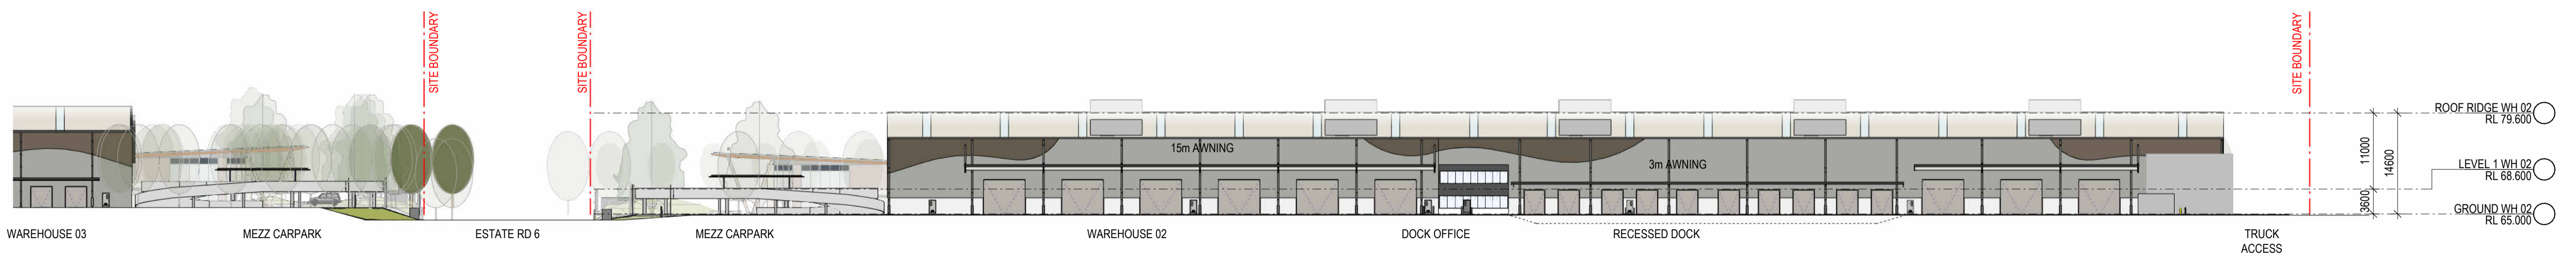 SITE BOUNDARY
SITE BOUNDARY
SITE BOUNDARY
ROOF RIDGE WH 02
RL 79.600
15m AWNING
3m AWNING
11000
14600
LEVEL 1 WH 02
RL 68.600
3600
GROUND WH 02
RL 65.000
WAREHOUSE 03
MEZZ CARPARK
ESTATE RD 6
MEZZ CARPARK
WAREHOUSE 02
DOCK OFFICE
RECESSED DOCK
TRUCK
ACCESS